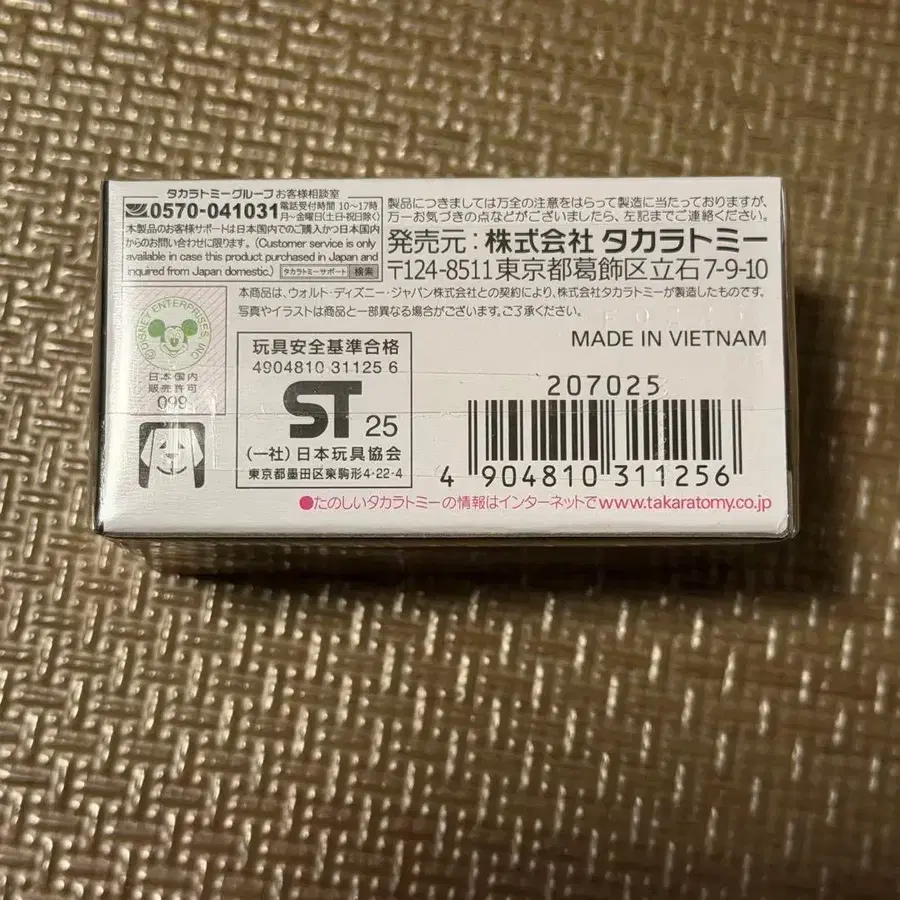 タカラトミーグループ お客様相談室
0570-041031 電話受付時間 10～17時
月～金曜日(土・日・祝日除く)
本製品のお客様サポートは日本国内でのご購入かつ日本国内
からのお問い合わせに限ります。(Customer service is only
available in case this product purchased in Japan and
inquired from Japan domestic.) タカラトミーサポート 検索
製品につきましては万全の注意をはらって製造に当たっておりますが、
万一お気づきの点などがございましたら、左記までご連絡ください。
発売元：株式会社 タカラトミー
〒124-8511 東京都葛飾区立石7-9-10
本商品は、ウォルト・ディズニー・ジャパン株式会社との契約により、株式会社タカラトミーが製造したものです。
写真やイラストは商品と一部異なる場合がございます。ご了承ください。
MADE IN VIETNAM
©DISNEY ENTERPRISES, INC.
日本国内
販売許可
099
玩具安全基準合格
4904810 31125 6
ST 25
(一社)日本玩具協会
東京都墨田区東駒形4-22-4
207025
4 904810 311256
●たのしいタカラトミーの情報はインターネットで www.takaratomy.co.jp